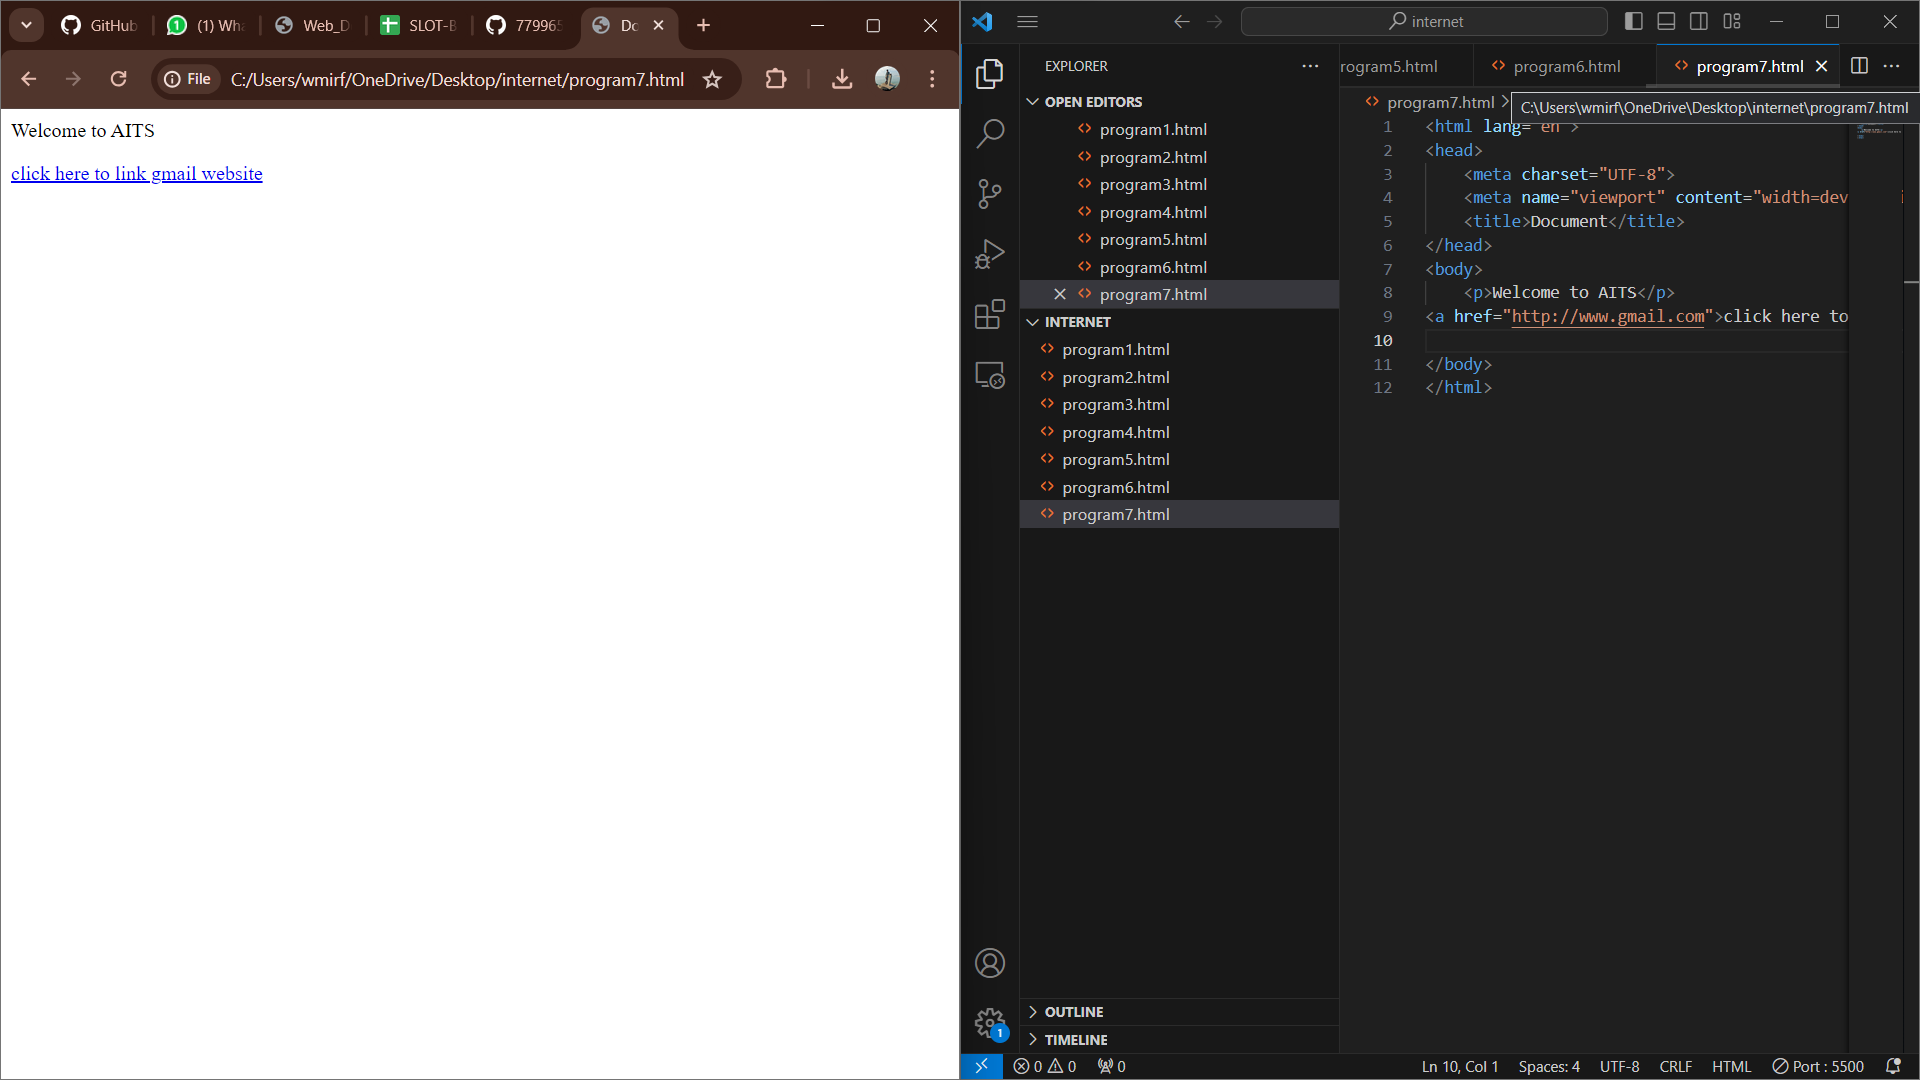 GitHub
(1) Wha
Web_D
SLOT-B
77996
Do
File
C:/Users/wmirf/OneDrive/Desktop/internet/program7.html
Welcome to AITS
click here to link gmail website
internet
EXPLORER
OPEN EDITORS
program1.html
program2.html
program3.html
program4.html
program5.html
program6.html
program7.html
INTERNET
program1.html
program2.html
program3.html
program4.html
program5.html
program6.html
program7.html
OUTLINE
TIMELINE
rogram5.html
program6.html
program7.html
program7.html >
C:\Users\wmirf\OneDrive\Desktop\internet\program7.html
1 <html lang="en">
2 <head>
3 <meta charset="UTF-8">
4 <meta name="viewport" content="width=dev
5 <title>Document</title>
6 </head>
7 <body>
8 <p>Welcome to AITS</p>
9 <a href="http://www.gmail.com">click here to
10
11 </body>
12 </html>
1
0 0 0
Ln 10, Col 1
Spaces: 4
UTF-8
CRLF
HTML
Port : 5500